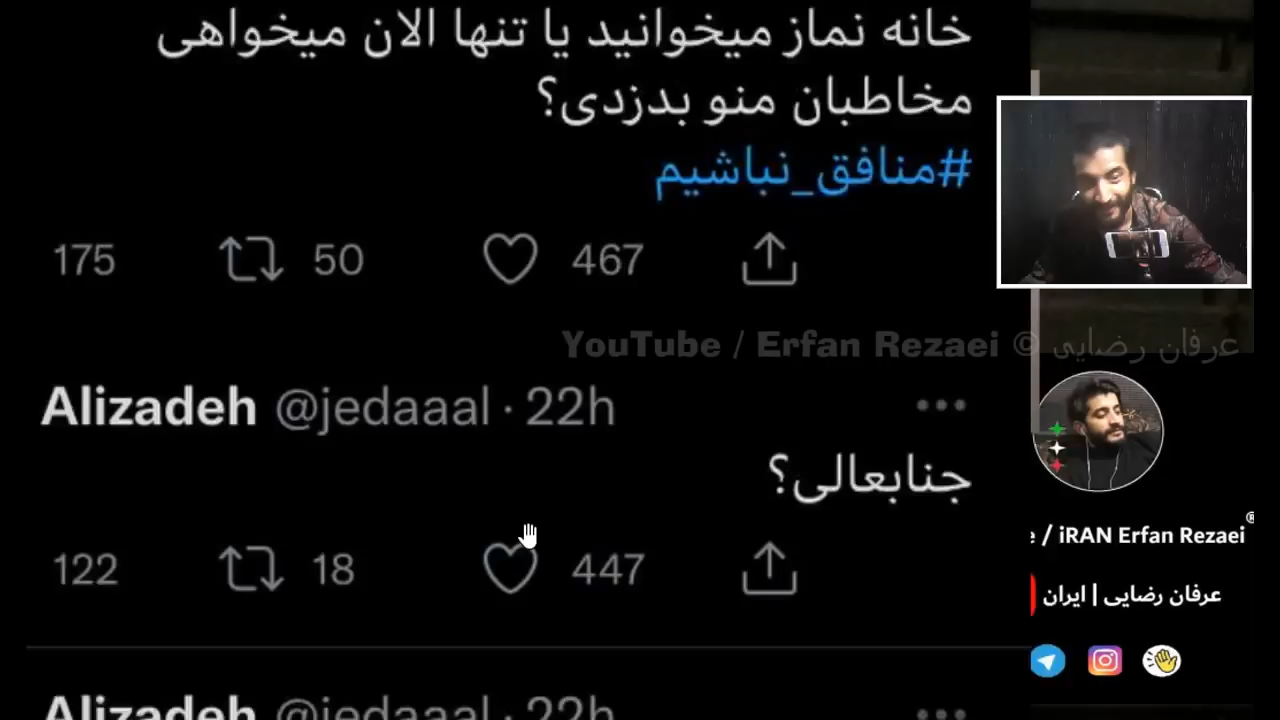 خانه نماز میخوانید یا تنها الان میخواهی
مخاطبان منو بدزدی؟
#منافق_نباشیم
175 50 467
YouTube / Erfan Rezaei © عرفان رضایی
Alizadeh @jedaaal · 22h
جنابعالی؟
122 18 447
Alizadeh @jedaaal · 22h
e / iRAN Erfan Rezaei®
عرفان رضایی | ایران